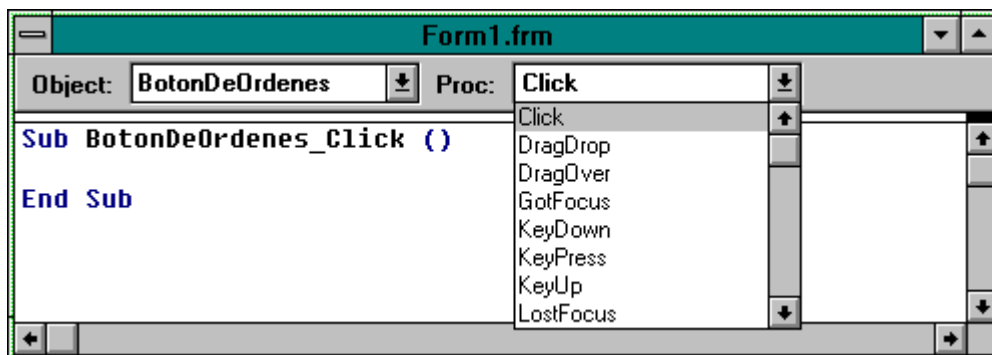 Form1.frm
Object: BotonDeOrdenes Proc: Click
Sub BotonDeOrdenes_Click ()
End Sub
Click
DragDrop
DragOver
GotFocus
KeyDown
KeyPress
KeyUp
LostFocus